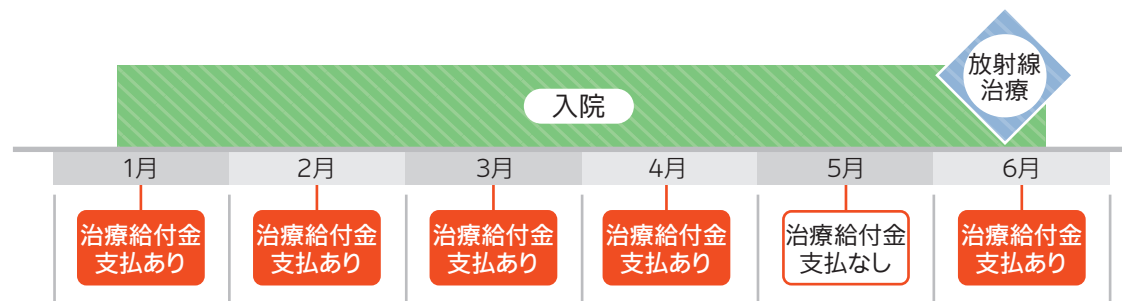 放射線
治療
入院
1月
2月
3月
4月
5月
6月
治療給付金
支払あり
治療給付金
支払あり
治療給付金
支払あり
治療給付金
支払あり
治療給付金
支払なし
治療給付金
支払あり